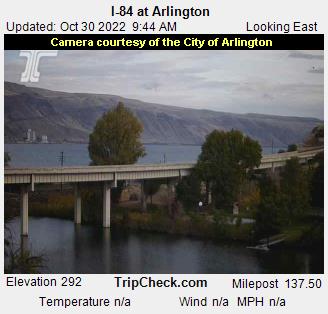 I-84 at Arlington
Updated: Oct 30 2022 9:44 AM Looking East
Camera courtesy of the City of Arlington
Elevation 292 TripCheck.com Milepost 137.50
Temperature n/a Wind n/a MPH n/a